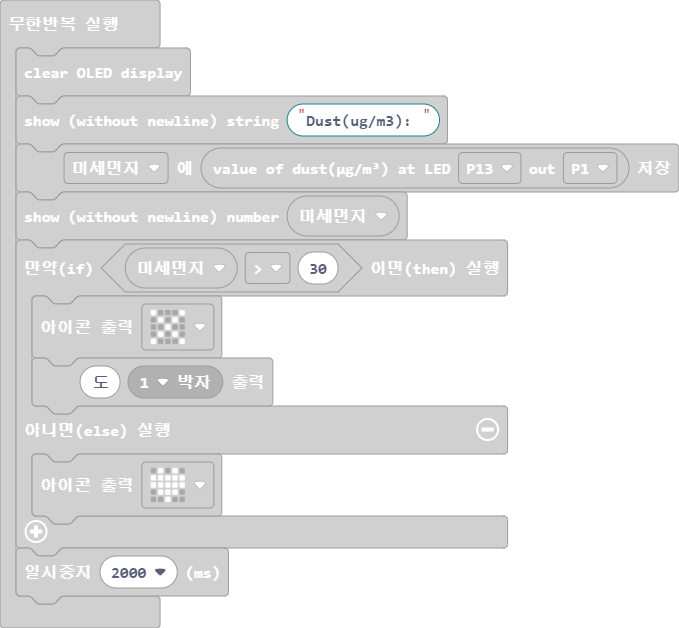 무한반복 실행
clear OLED display
show (without newline) string "Dust(ug/m3): "
미세먼지 에 value of dust(μg/m³) at LED P13 out P1 저장
show (without newline) number 미세먼지
만약(if) 미세먼지 > 30 이면(then) 실행
아이콘 출력
도 1 박자 출력
아니면(else) 실행
아이콘 출력
일시중지 2000 (ms)